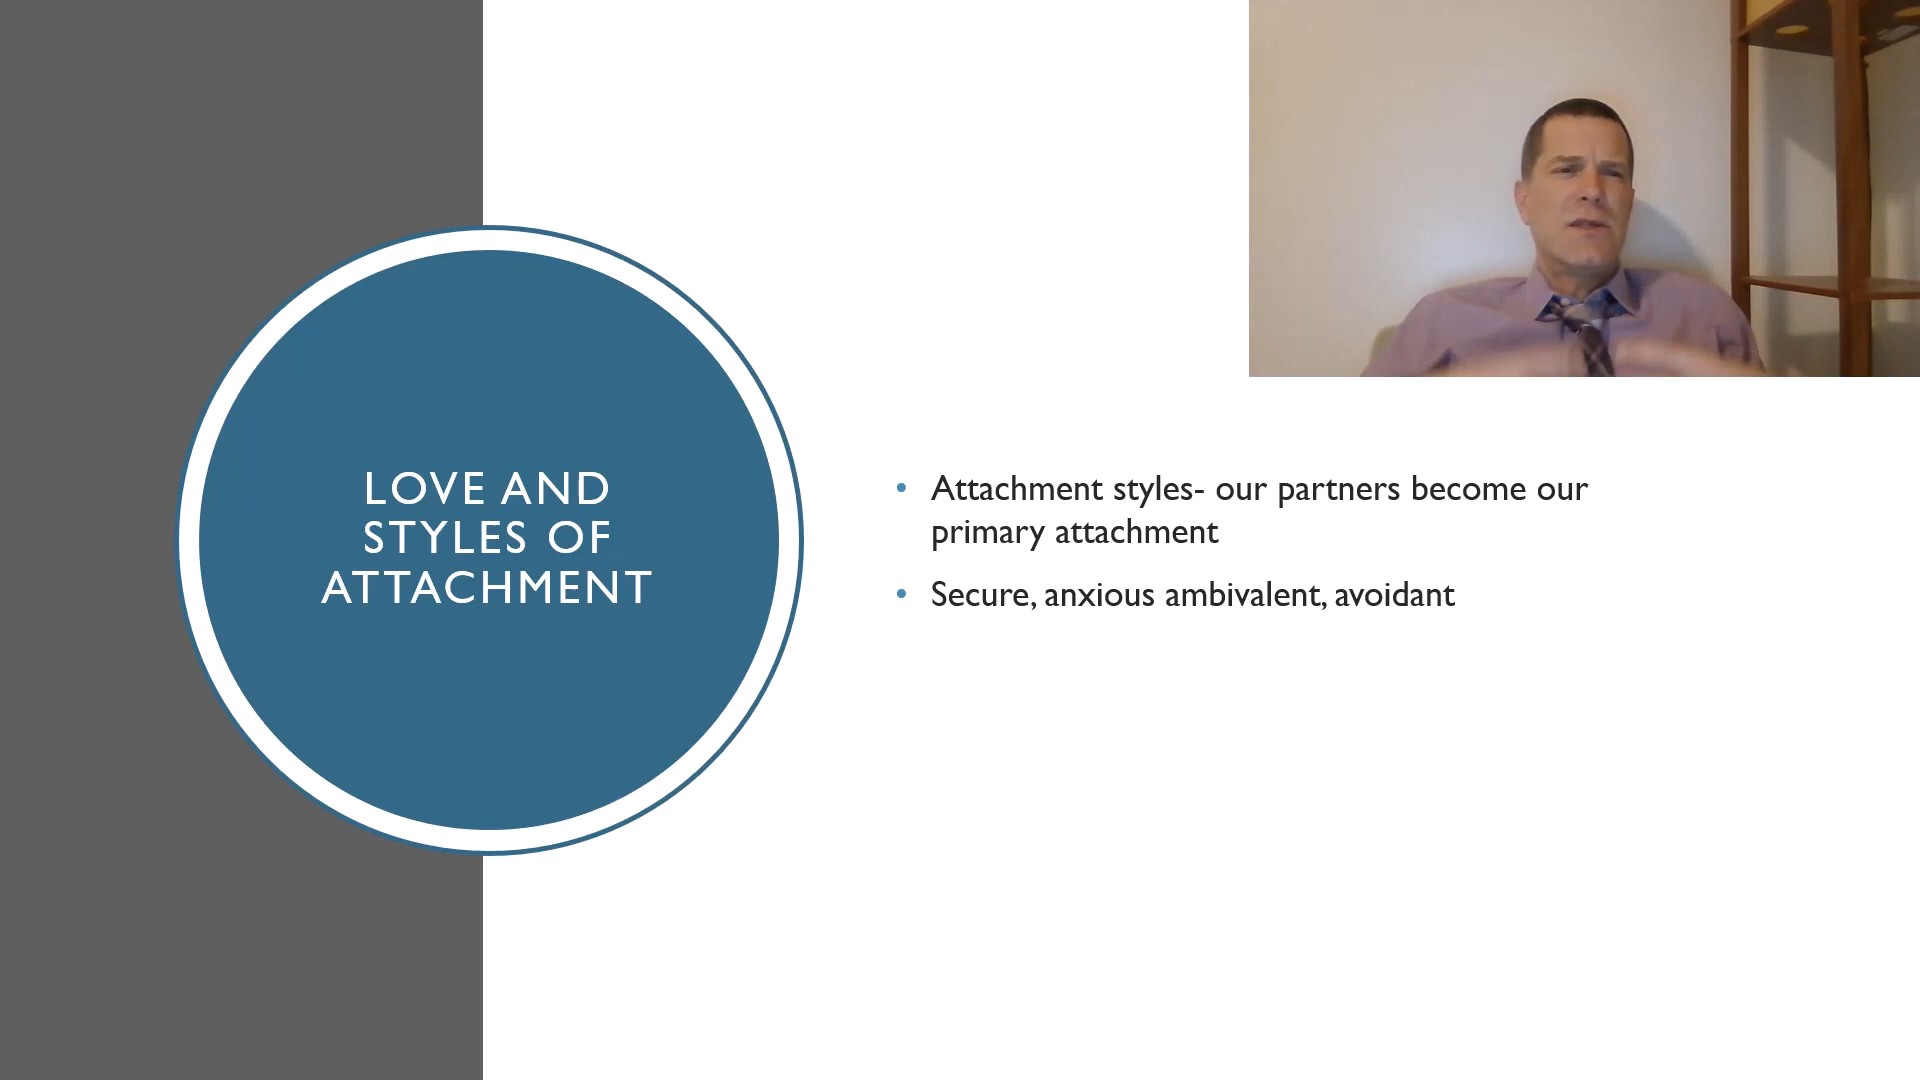 LOVE AND
STYLES OF
ATTACHMENT
• Attachment styles- our partners become our
primary attachment
• Secure, anxious ambivalent, avoidant